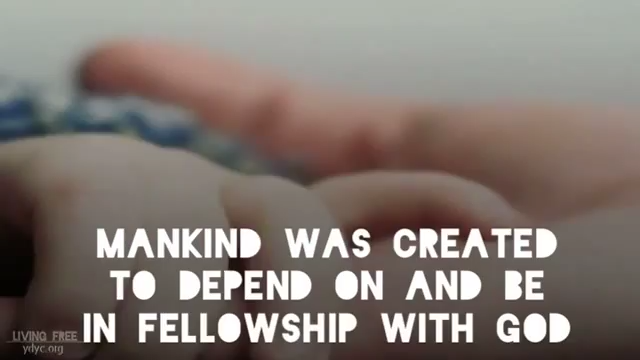 MANKIND WAS CREATED
TO DEPEND ON AND BE
IN FELLOWSHIP WITH GOD
LIVING FREE
ydyc.org